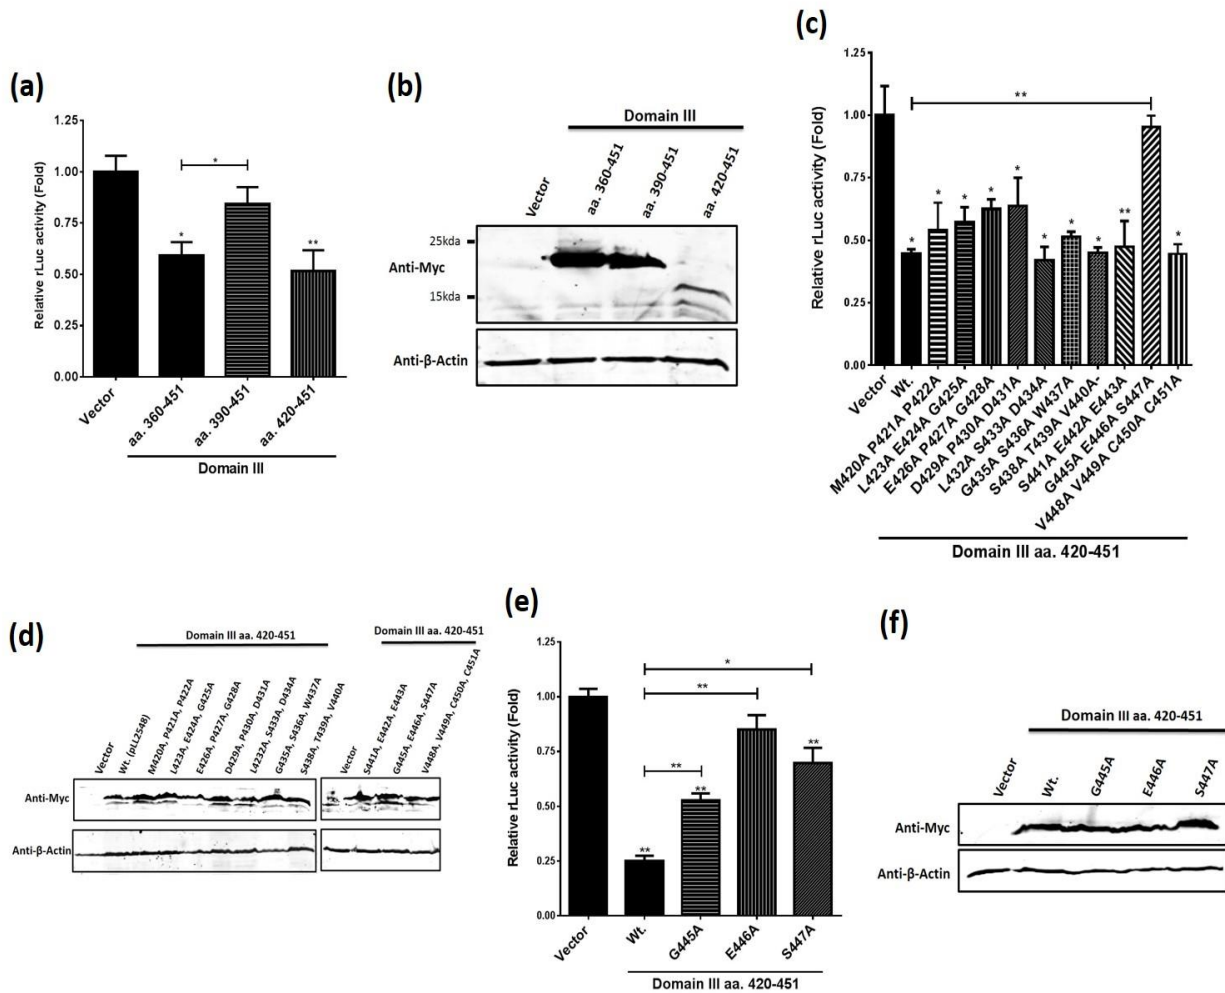 (a)
1.25
1.00
0.75
0.50
0.25
0.00
Relative rLuc activity (Fold)
*
*
**
Vector
aa. 360-451
aa. 390-451
aa. 420-451
Domain III
(b)
Domain III
Vector
aa. 360-451
aa. 390-451
aa. 420-451
25kda
Anti-Myc
15kda
Anti-β-Actin
(c)
1.25
1.00
0.75
0.50
0.25
0.00
Relative rLuc activity (Fold)
**
*
*
*
*
*
*
*
*
**
*
Vector
Wt.
M420A P421A P422A
L423A E424A G425A
E426A P427A G428A
D429A P430A D431A
L432A S433A D434A
G435A S436A W437A
S438A T439A V440A-
S441A E442A E443A
G445A E446A S447A
V448A V449A C450A C451A
Domain III aa. 420-451
(d)
Domain III aa. 420-451
Domain III aa. 420-451
Vector
Wt. (pLL2548)
M420A, P421A, P422A
L423A, E424A, G425A
E426A, P427A, G428A
D429A, P430A, D431A
L4232A, S433A, D434A
G435A, S436A, W437A
S438A, T439A, V440A
Vector
S441A, E442A, E443A
G445A, E446A, S447A
V448A, V449A, C450A, C451A
Anti-Myc
Anti-β-Actin
(e)
1.25
1.00
0.75
0.50
0.25
0.00
Relative rLuc activity (Fold)
*
**
**
**
**
**
Vector
Wt.
G445A
E446A
S447A
Domain III aa. 420-451
(f)
Domain III aa. 420-451
Vector
Wt.
G445A
E446A
S447A
Anti-Myc
Anti-β-Actin